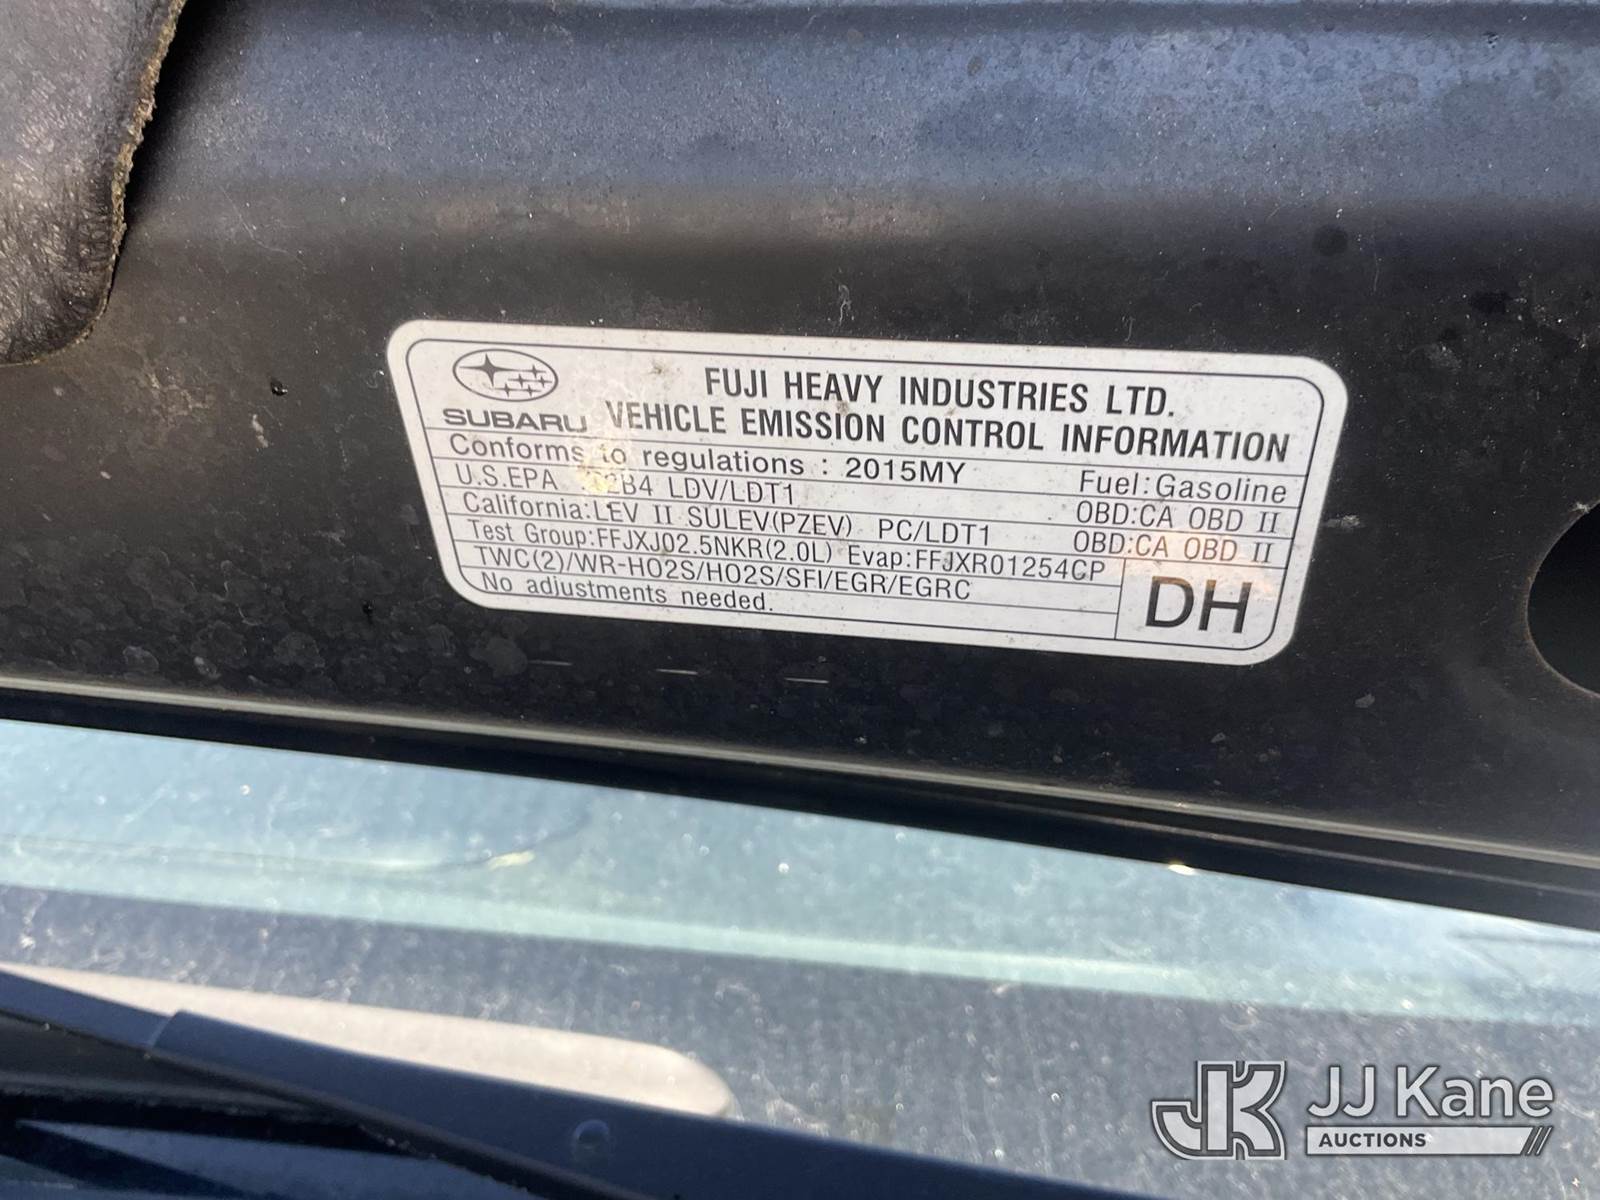 FUJI HEAVY INDUSTRIES LTD.
SUBARU VEHICLE EMISSION CONTROL INFORMATION
Conforms to regulations : 2015MY Fuel:Gasoline
U.S.EPA LDV/LDT1 OBD:CA OBD II
California:LEV II SULEV(PZEV) PC/LDT1 OBD:CA OBD II
Test Group:FFJXJ02.5NKR(2.0L) Evap:FFJXR01254CP
TWC(2)/WR-HO2S/HO2S/SFI/EGR/EGRC
No adjustments needed.
DH
JK JJ Kane
AUCTIONS